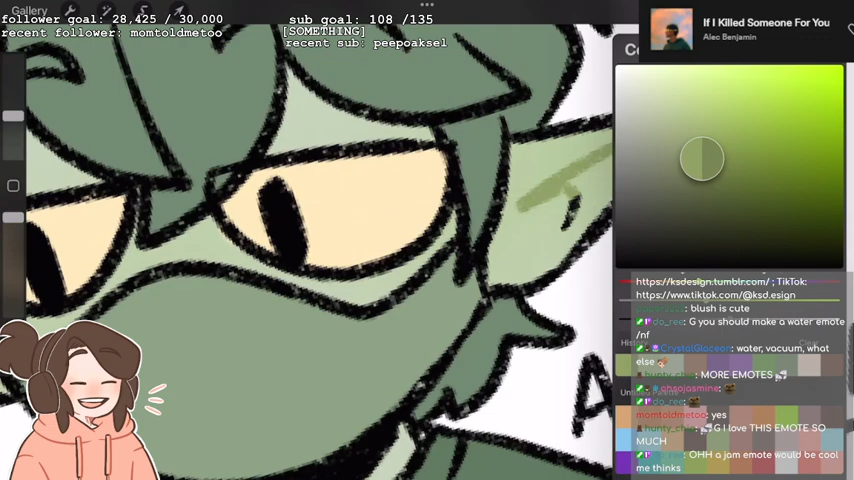 Gallery
follower goal: 28,425 / 30,000
recent follower: momtoldmetoo
sub goal: 108 /135
[SOMETHING]
recent sub: peepoaksel
If I Killed Someone For You
Alec Benjamin
https://ksdesign.tumblr.com/ ; TikTok:
https://www.tiktok.com/@ksd.esign
: blush is cute
do_ree: G you should make a water emote
/nf
CrystalGlaceon: water, vacuum, what
else
: MORE EMOTES
ohsojasmine:
do_ree:
momtoldmetoo: yes
: G I love THIS EMOTE SO
MUCH
: OHH a jam emote would be cool
me thinks
A